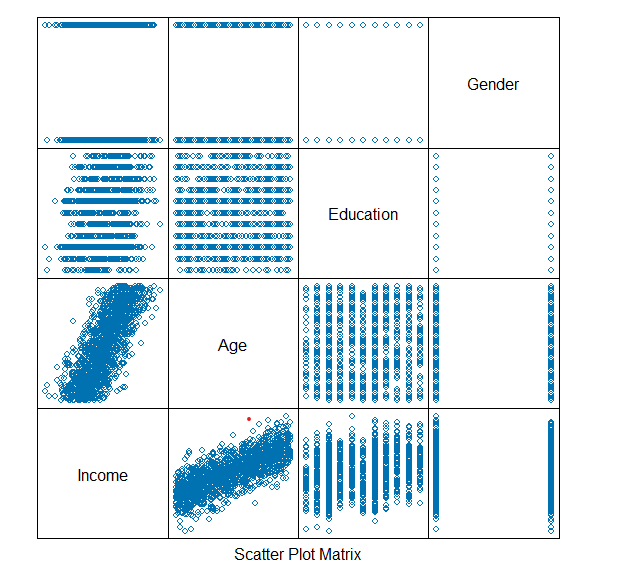 Gender
Education
Age
Income
Scatter Plot Matrix